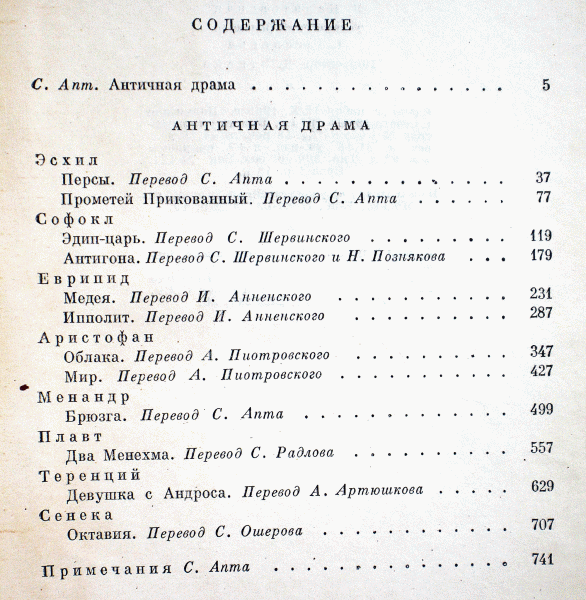 СОДЕРЖАНИЕ
С. Апт. Античная драма . . . . . . . . . . . . . . . 5
АНТИЧНАЯ ДРАМА
Эсхил
Персы. Перевод С. Апта . . . . . . . . . . . . . 37
Прометей Прикованный. Перевод С. Апта . . . . . . 77
Софокл
Эдип-царь. Перевод С. Шервинского . . . . . . . . 119
Антигона. Перевод С. Шервинского и Н. Познякова . . . 179
Еврипид
Медея. Перевод И. Анненского . . . . . . . . . . 231
Ипполит. Перевод И. Анненского . . . . . . . . . . 287
Аристофан
Облака. Перевод А. Пиотровского . . . . . . . . . 347
Мир. Перевод А. Пиотровского . . . . . . . . . . 427
Менандр
Брюзга. Перевод С. Апта . . . . . . . . . . . . 499
Плавт
Два Менехма. Перевод С. Радлова . . . . . . . . . 557
Теренций
Девушка с Андроса. Перевод А. Артюшкова . . . . . 629
Сенека
Октавия. Перевод С. Ошерова . . . . . . . . . . . 707
Примечания С. Апта . . . . . . . . . . . . . . 741